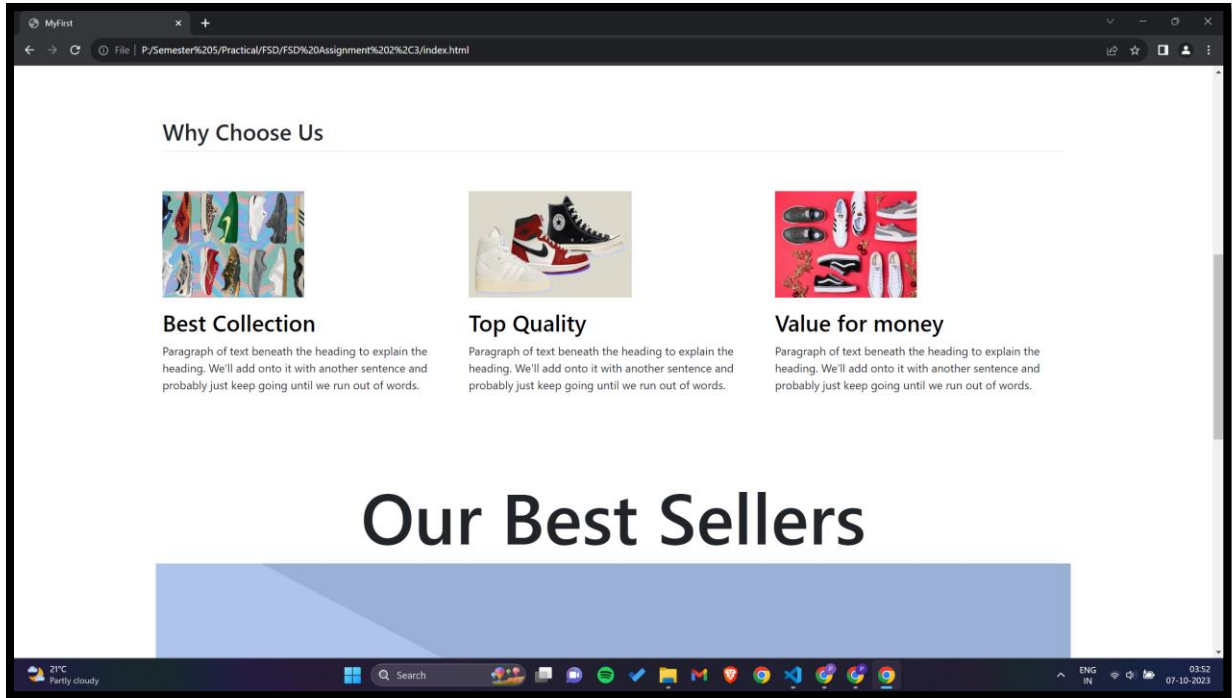 MyFirst
File | P:/Semester%205/Practical/FSD/FSD%20Assignment%202%2C3/index.html
Why Choose Us
Best Collection
Paragraph of text beneath the heading to explain the
heading. We'll add onto it with another sentence and
probably just keep going until we run out of words.
Top Quality
Paragraph of text beneath the heading to explain the
heading. We'll add onto it with another sentence and
probably just keep going until we run out of words.
Value for money
Paragraph of text beneath the heading to explain the
heading. We'll add onto it with another sentence and
probably just keep going until we run out of words.
Our Best Sellers
21°C
Partly cloudy
Search
ENG
IN
03:52
07-10-2023